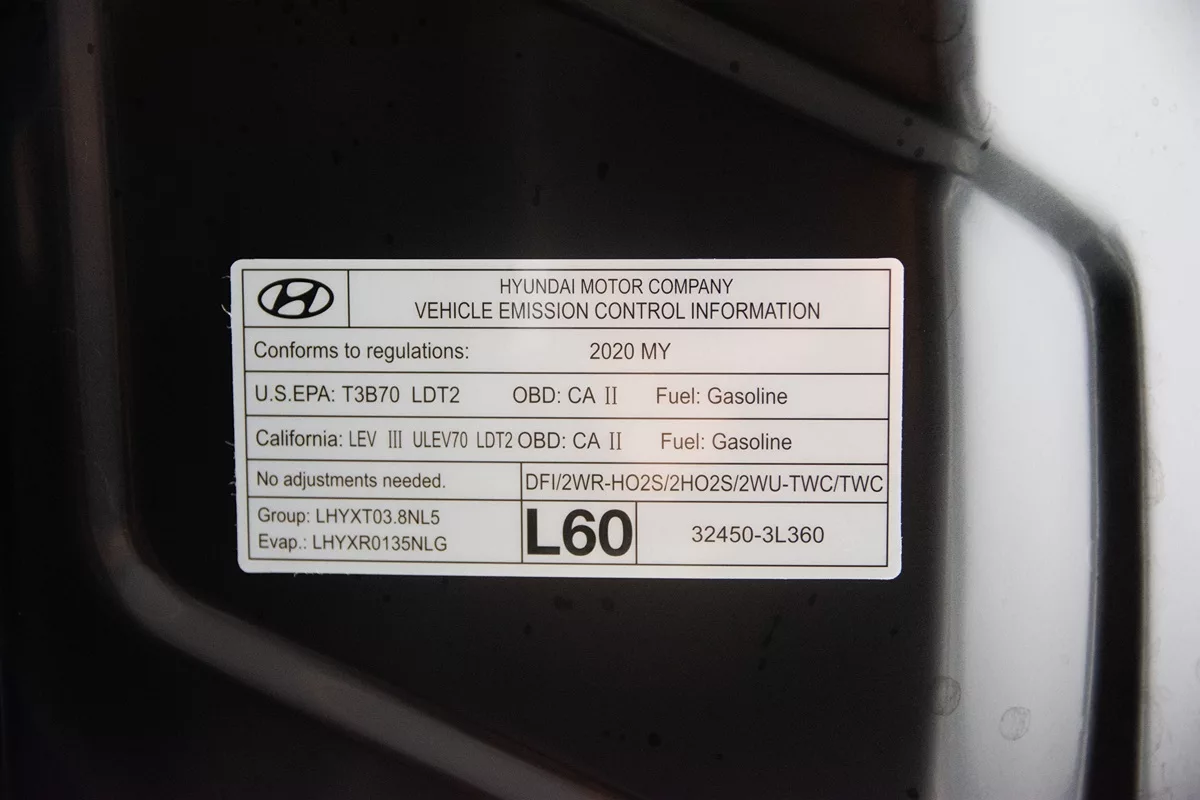 HYUNDAI MOTOR COMPANY
VEHICLE EMISSION CONTROL INFORMATION
Conforms to regulations: 2020 MY
U.S.EPA: T3B70 LDT2 OBD: CA II Fuel: Gasoline
California: LEV III ULEV70 LDT2 OBD: CA II Fuel: Gasoline
No adjustments needed. DFI/2WR-HO2S/2HO2S/2WU-TWC/TWC
Group: LHYXT03.8NL5
Evap.: LHYXR0135NLG
L60 32450-3L360